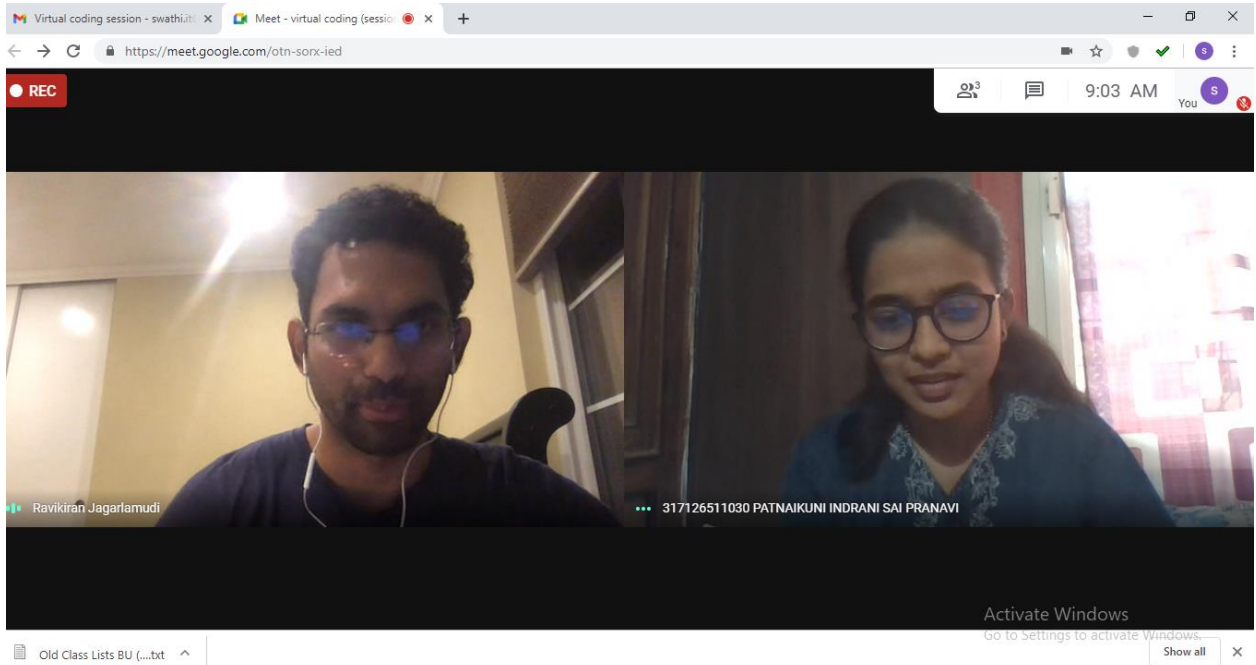 Virtual coding session - swathi.it
Meet - virtual coding (sessio
https://meet.google.com/otn-sorx-ied
S
REC
3
9:03 AM
You
S
Ravikiran Jagarlamudi
317126511030 PATNAIKUNI INDRANI SAI PRANAVI
Activate Windows
Go to Settings to activate Windows.
Old Class Lists BU (....txt
Show all